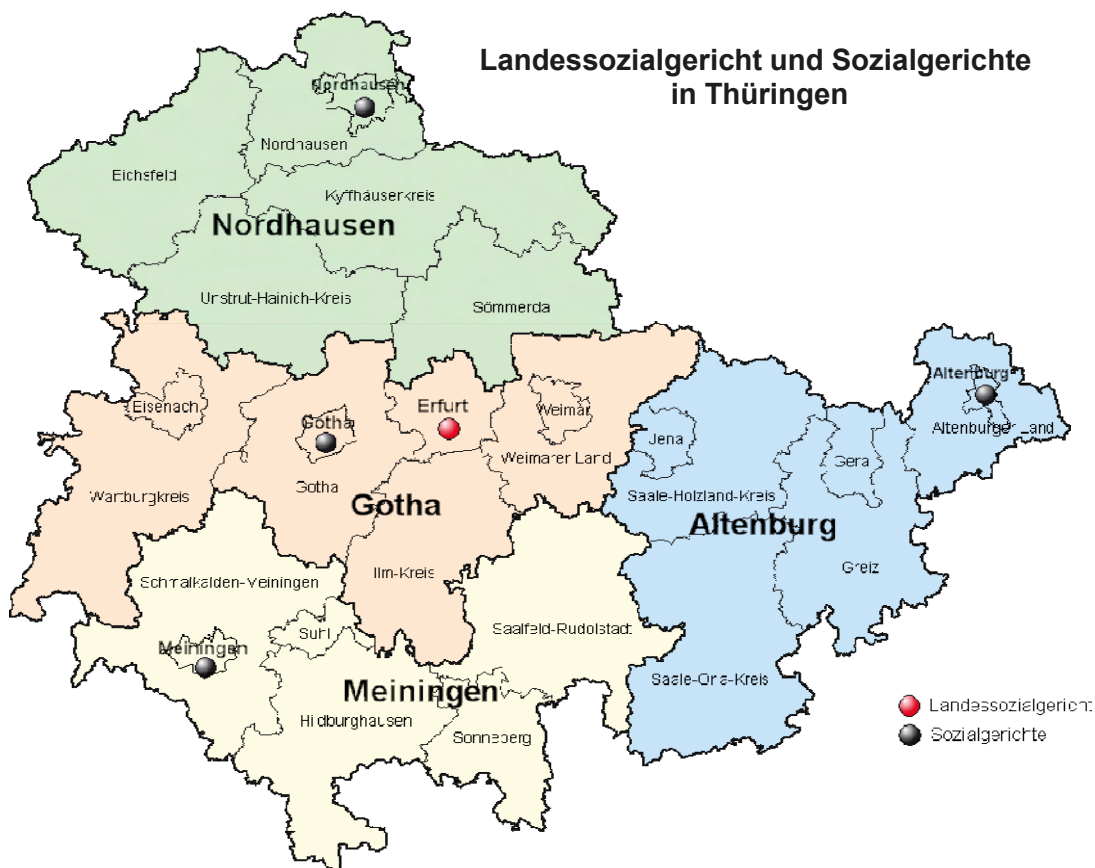 Landessozialgericht und Sozialgerichte
in Thüringen
Nordhausen
Nordhausen
Eichsfeld
Kyffhäuserkreis
Nordhausen
Unstrut-Hainich-Kreis
Sömmerda
Eisenach
Gotha
Erfurt
Weimar
Altenburg
Altenburger Land
Jena
Gera
Weimarer Land
Wartburgkreis
Gotha
Gotha
Saale-Holzland-Kreis
Altenburg
Ilm-Kreis
Greiz
Schmalkalden-Meiningen
Suhl
Saalfeld-Rudolstadt
Meiningen
Meiningen
Saale-Orla-Kreis
Hildburghausen
Sonneberg
Landessozialgericht
Sozialgerichte